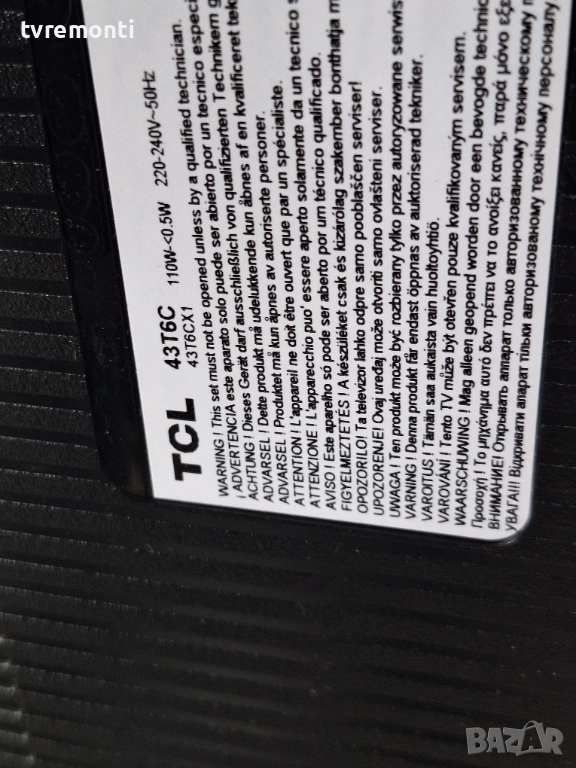 tvremonti
TCL 43T6C 110W-<0.5W 220-240V~50Hz
43T6CX1
WARNING ! This set must not be opened unless by a qualified technician.
¡ ADVERTENCIA este aparato solo puede ser abierto por un tecnico especi
ACHTUNG ! Dieses Gerät darf ausschließlich von qualifizierten Technikern g
ADVARSEL ! Dette produkt må udelukkende kun åbnes af en kvalificeret tek
ADVARSEL ! Produktet må kun åpnes av autoriserte personer.
ATTENTION ! L'appareil ne doit être ouvert que par un spécialiste.
ATTENZIONE ! L'apparecchio puo' essere aperto solamente da un tecnico s
AVISO ! Este aparelho só pode ser aberto por um técnico qualificado.
FIGYELMEZTETÉS ! A készüléket csak és kizárólag szakember bonthatja m
OPOZORILO! Ta televizor lahko odpre samo pooblaščen serviser!
UPOZORENJE! Ovaj uređaj može otvoriti samo ovlašteni serviser.
UWAGA ! Ten produkt może być rozbierany tylko przez autoryzowane serwis
VARNING ! Denna produkt får endast öppnas av auktoriserad tekniker.
VAROITUS ! Tämän saa aukaista vain huoltoyhtiö.
VAROVÁNÍ ! Tento TV může být otevřen pouze kvalifikovaným servisem.
WAARSCHUWING ! Mag alleen geopend worden door een bevoegde technic
Προσοχή ! Το μηχάνημα αυτό δεν πρέπει να το ανοίξει κανείς, παρά μόνο εξε
ВНИМАНИЕ! Открывать аппарат только авторизованному техническому п
УВАГА!!! Відкривати апарат тільки авторизованому технічному персоналу
BAZAR